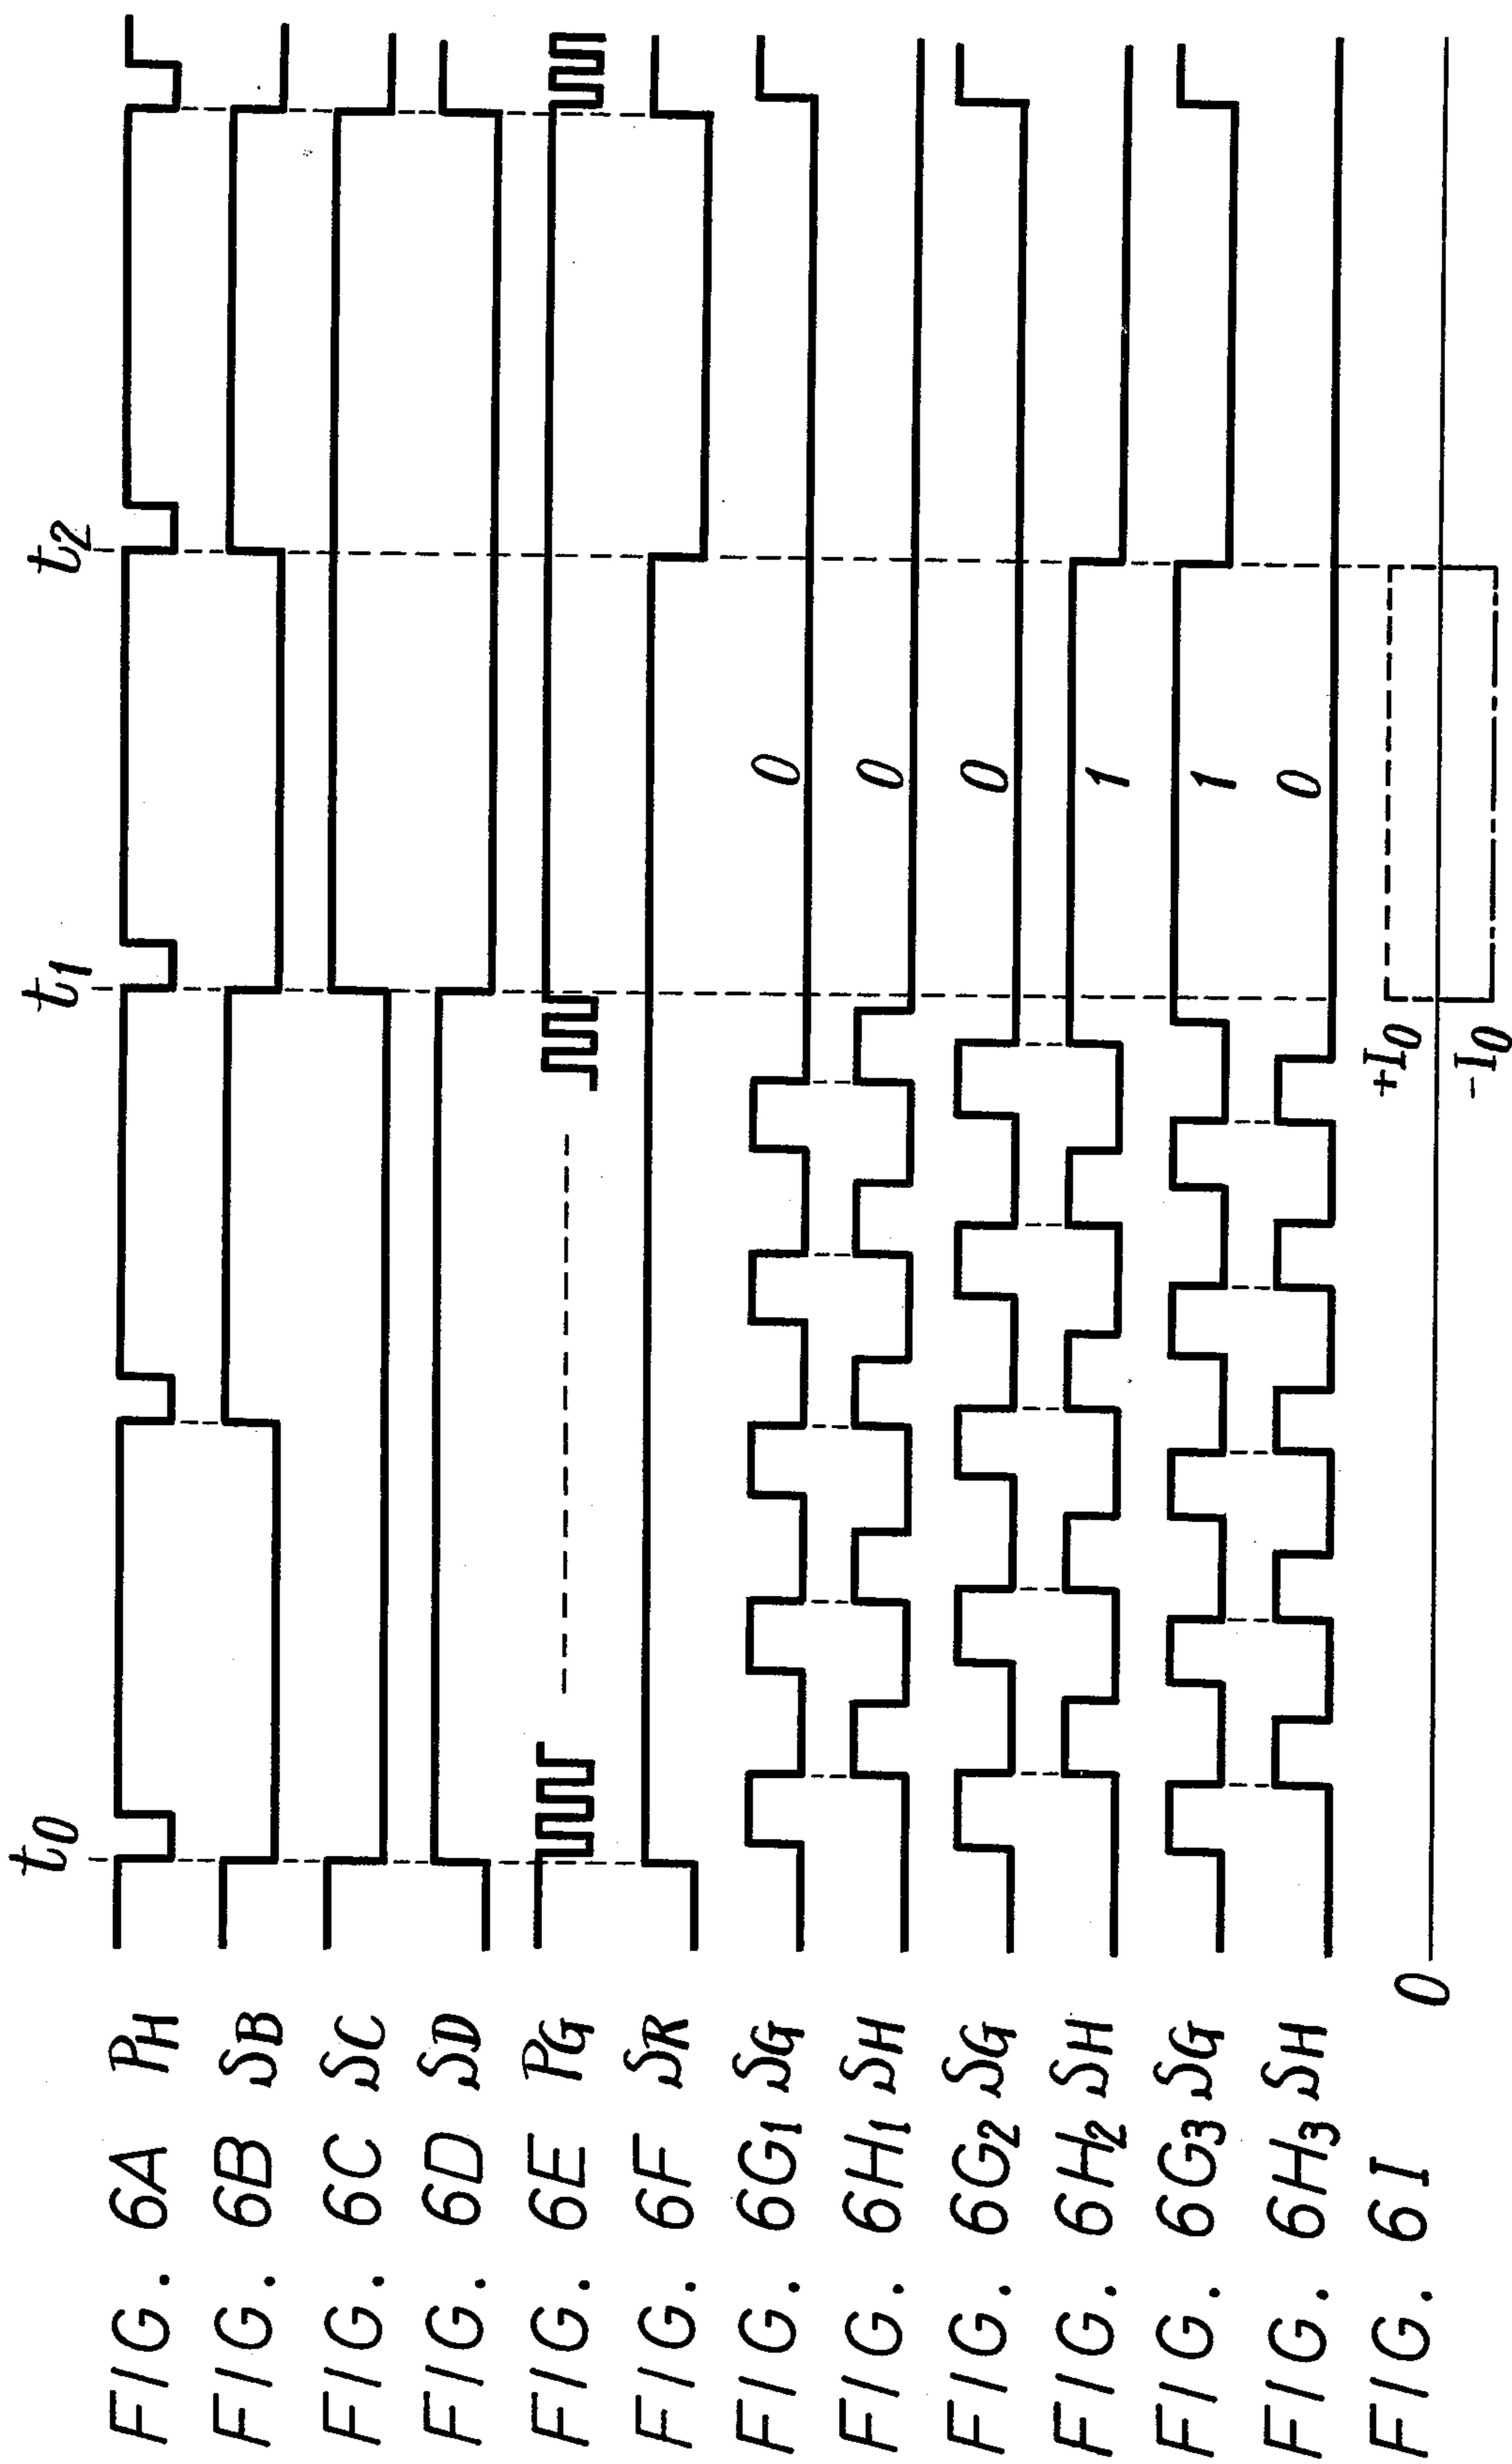 t0 t1 t2
FIG. 6A PH
FIG. 6B SB
FIG. 6C SC
FIG. 6D SD
FIG. 6E PG
FIG. 6F SR
FIG. 6G1 SG 0
FIG. 6H1 SH 0
FIG. 6G2 SG 0
FIG. 6H2 SH 1
FIG. 6G3 SG 1
FIG. 6H3 SH 0
FIG. 6I 0 +I0 -I0